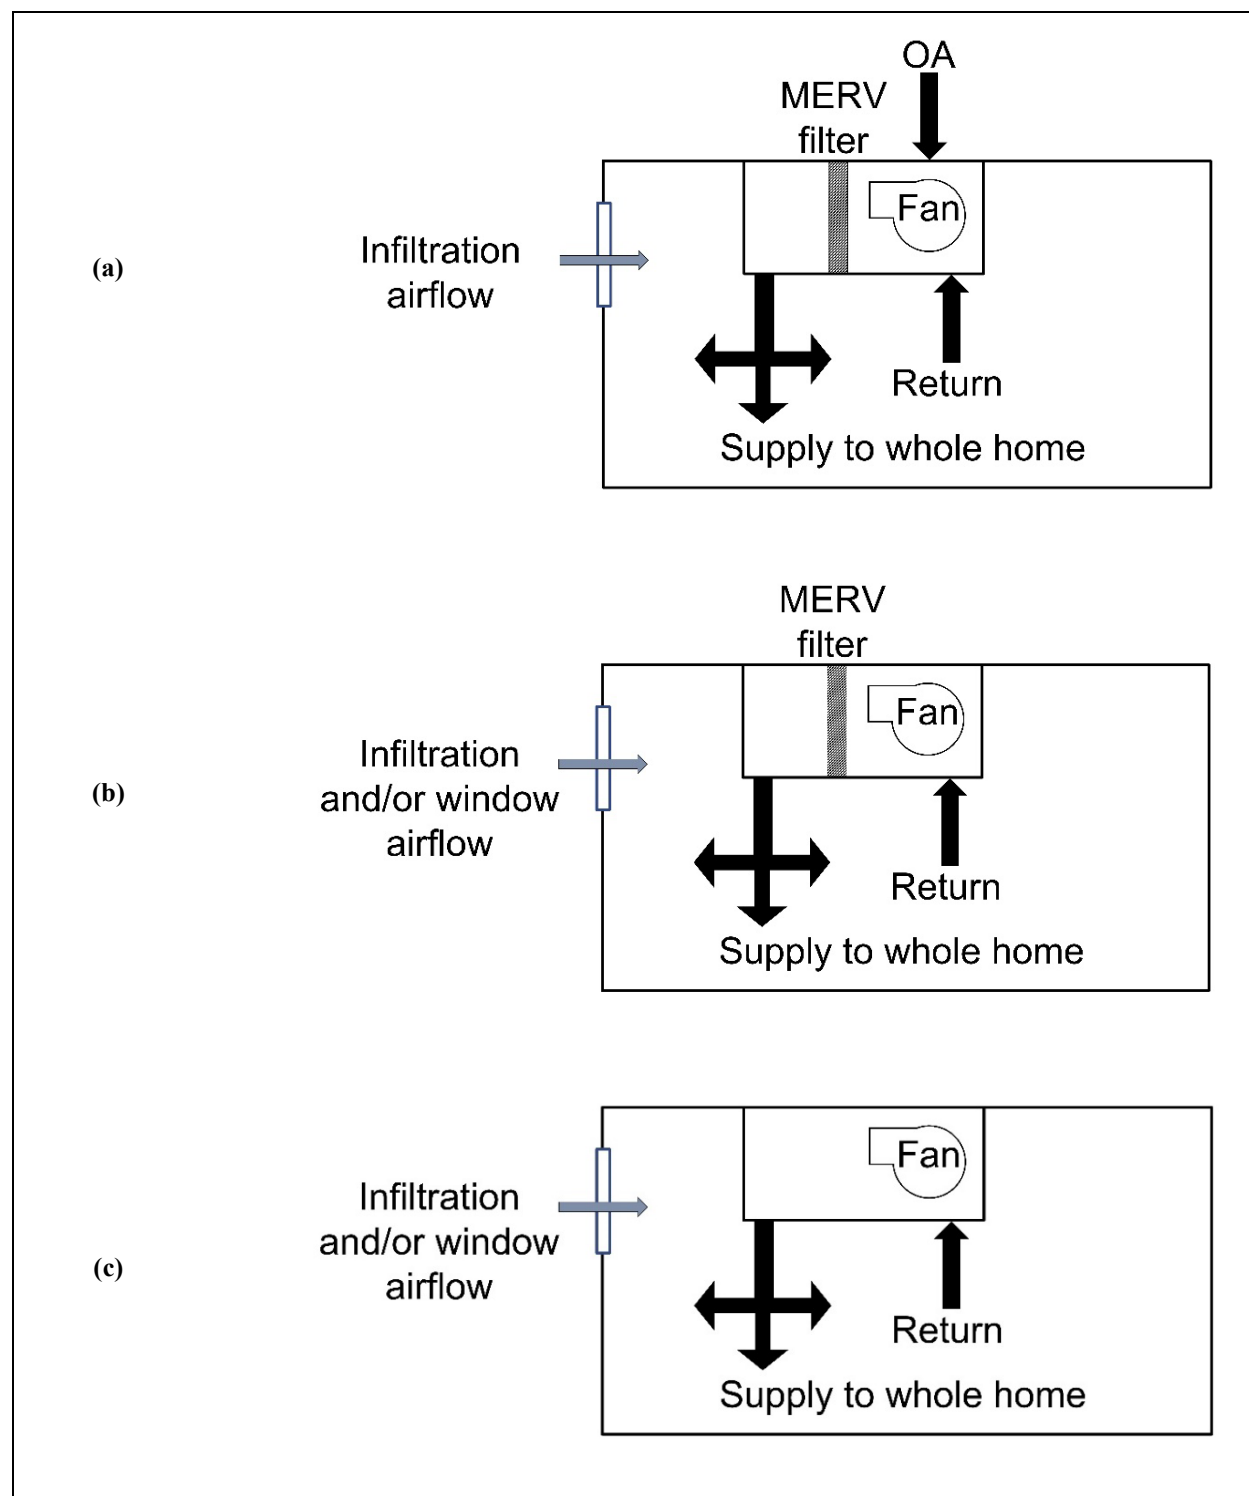 OA
MERV
filter
Fan
Infiltration
airflow
(a)
Return
Supply to whole home
MERV
filter
Fan
Infiltration
and/or window
airflow
(b)
Return
Supply to whole home
Fan
Infiltration
and/or window
airflow
(c)
Return
Supply to whole home